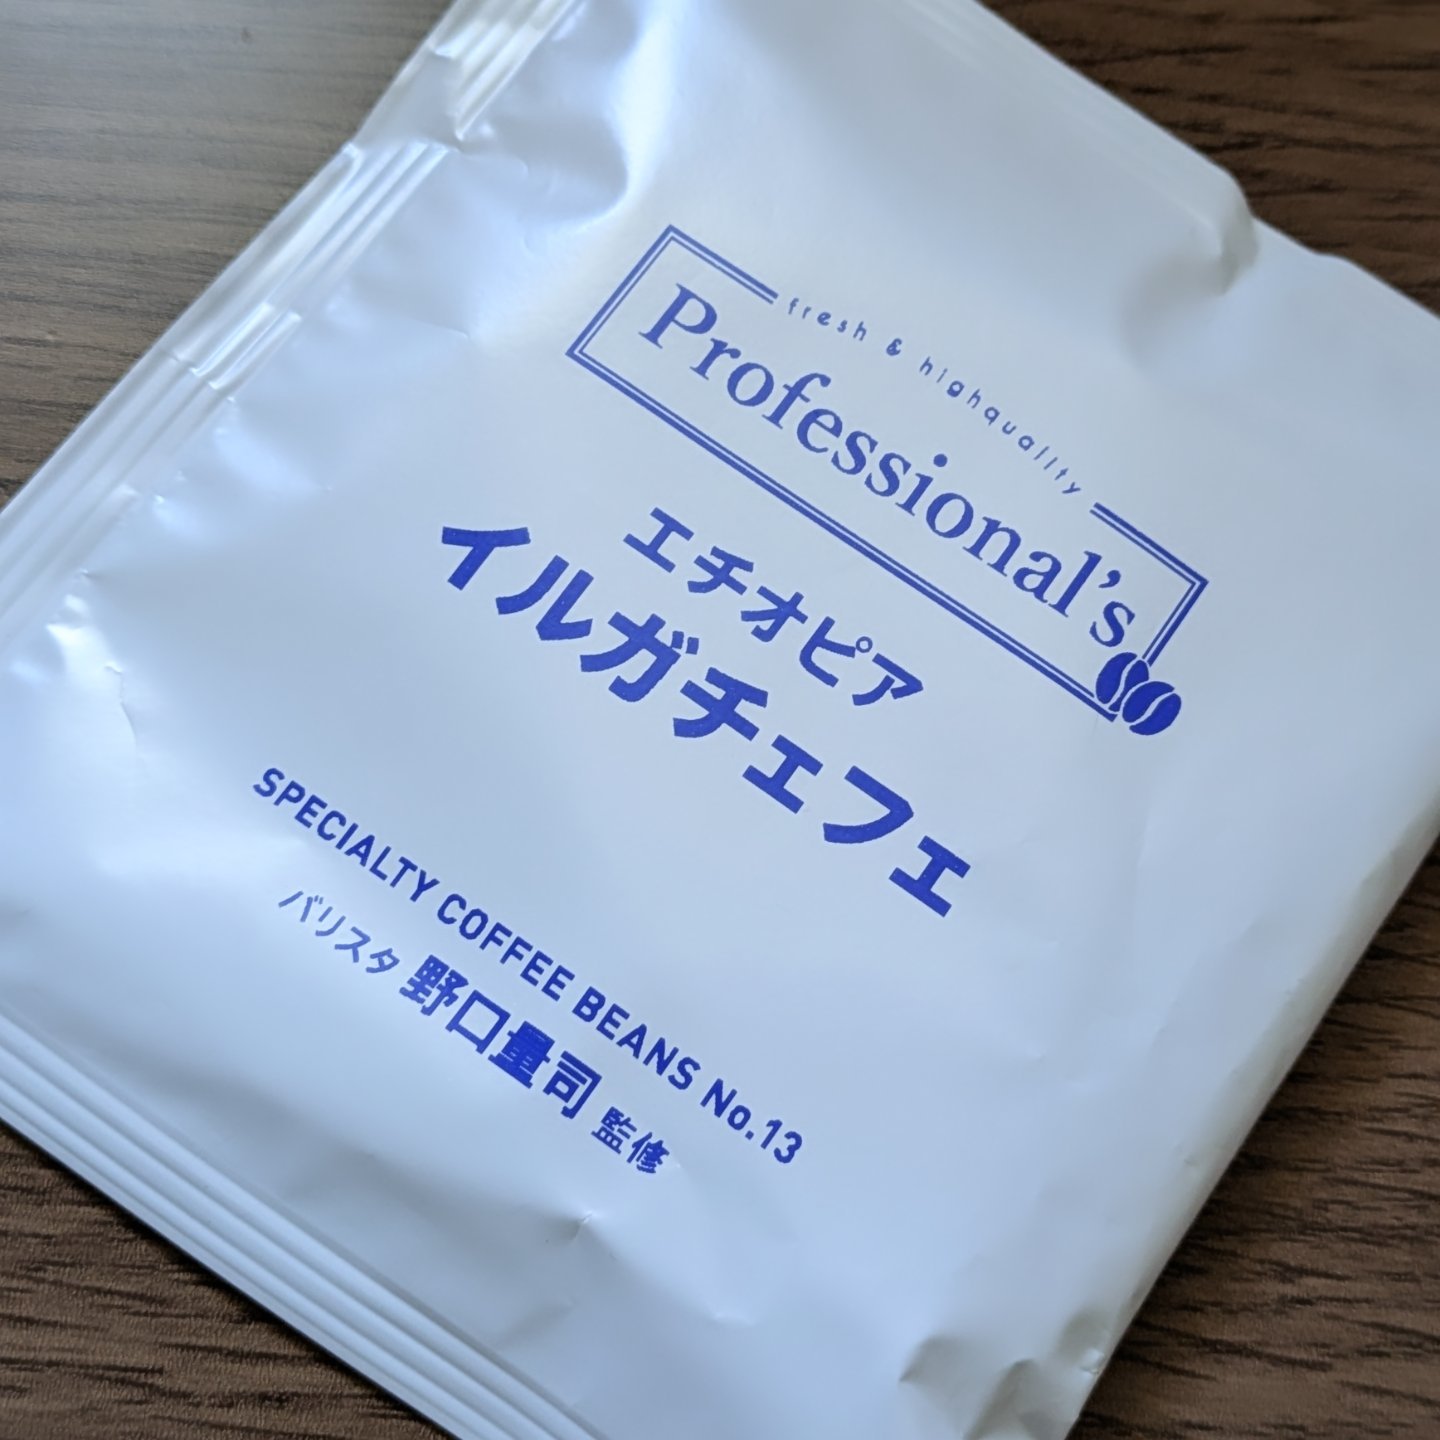 fresh & highquality
Professional's
エチオピア
イルガチェフェ
SPECIALTY COFFEE BEANS No.13
バリスタ 野口量司 監修